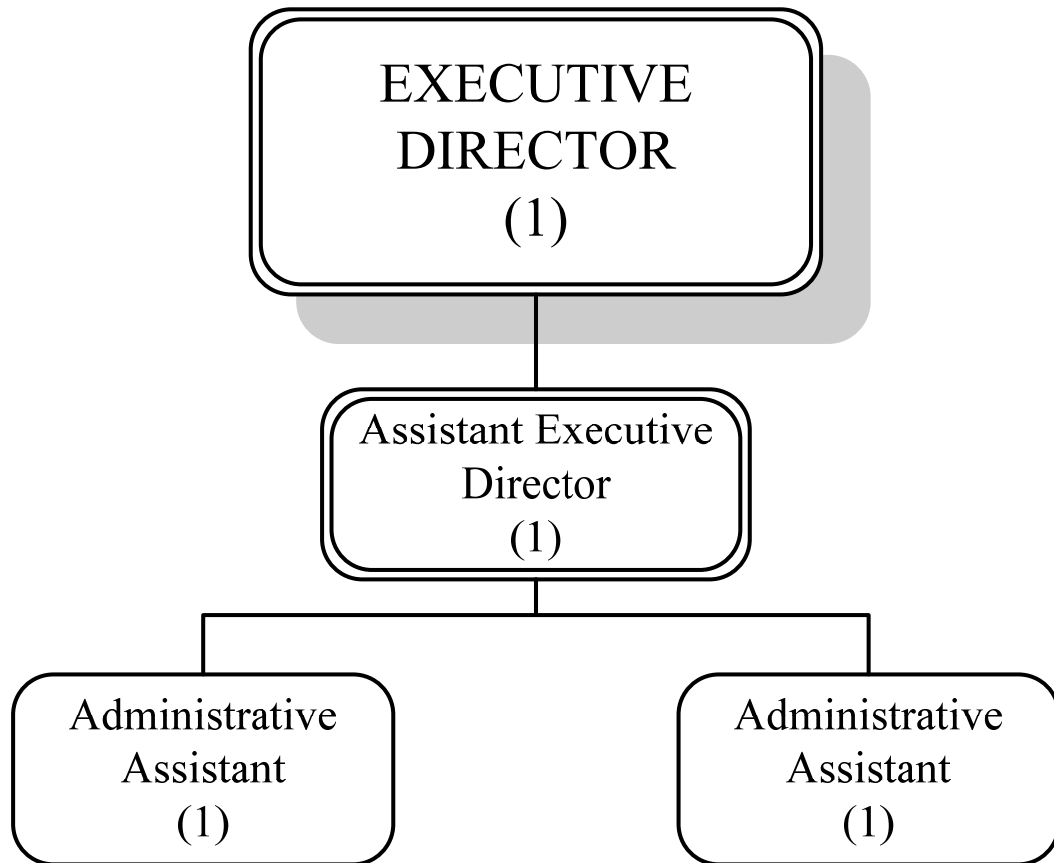 EXECUTIVE
DIRECTOR
(1)
Assistant Executive
Director
(1)
Administrative
Assistant
(1)
Administrative
Assistant
(1)